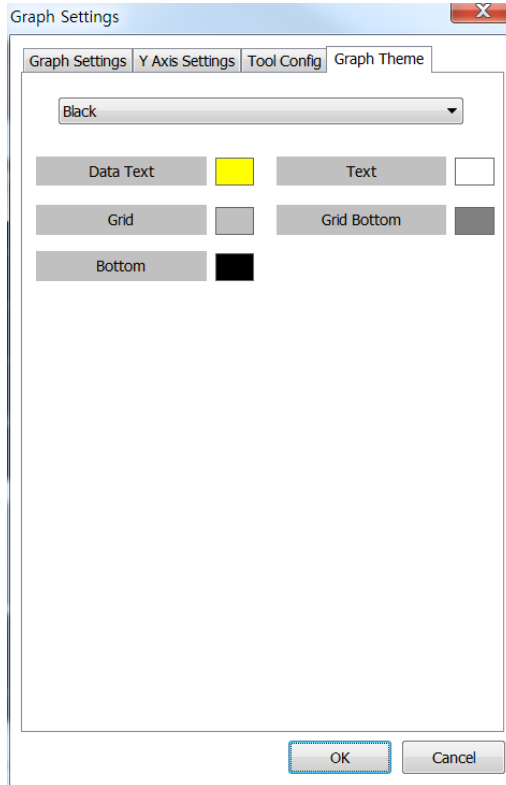 Graph Settings
X
Graph Settings Y Axis Settings Tool Config Graph Theme
Black
Data Text Text
Grid Grid Bottom
Bottom
OK Cancel